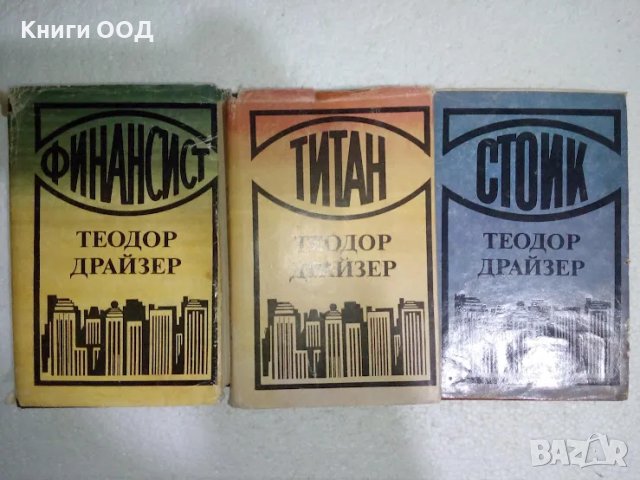 Книги ООД
ФИНАНСИСТ
ТЕОДОР
ДРАЙЗЕР
ТИТАН
ТЕОДОР
ДРАЙЗЕР
СТОИК
ТЕОДОР
ДРАЙЗЕР
BAZAR